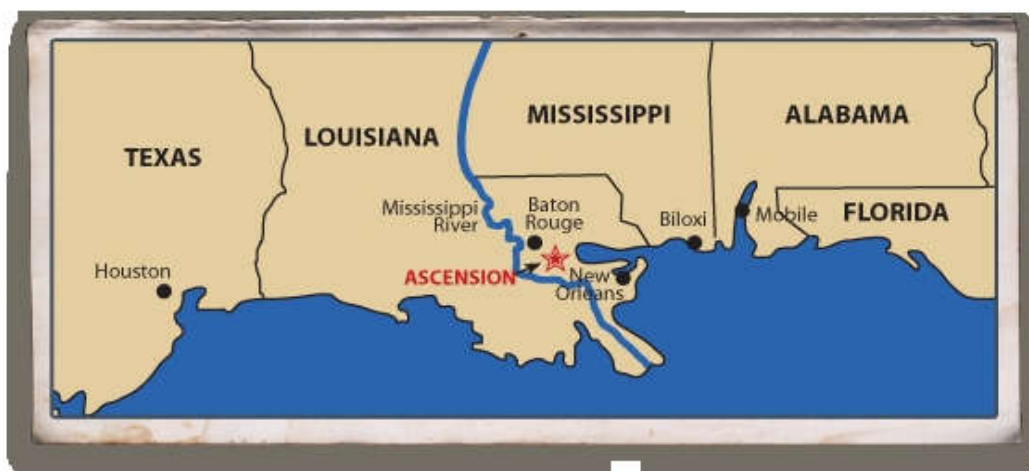 TEXAS
LOUISIANA
MISSISSIPPI
ALABAMA
FLORIDA
Mississippi
River
Baton
Rouge
Biloxi
Mobile
Houston
ASCENSION
New
Orleans